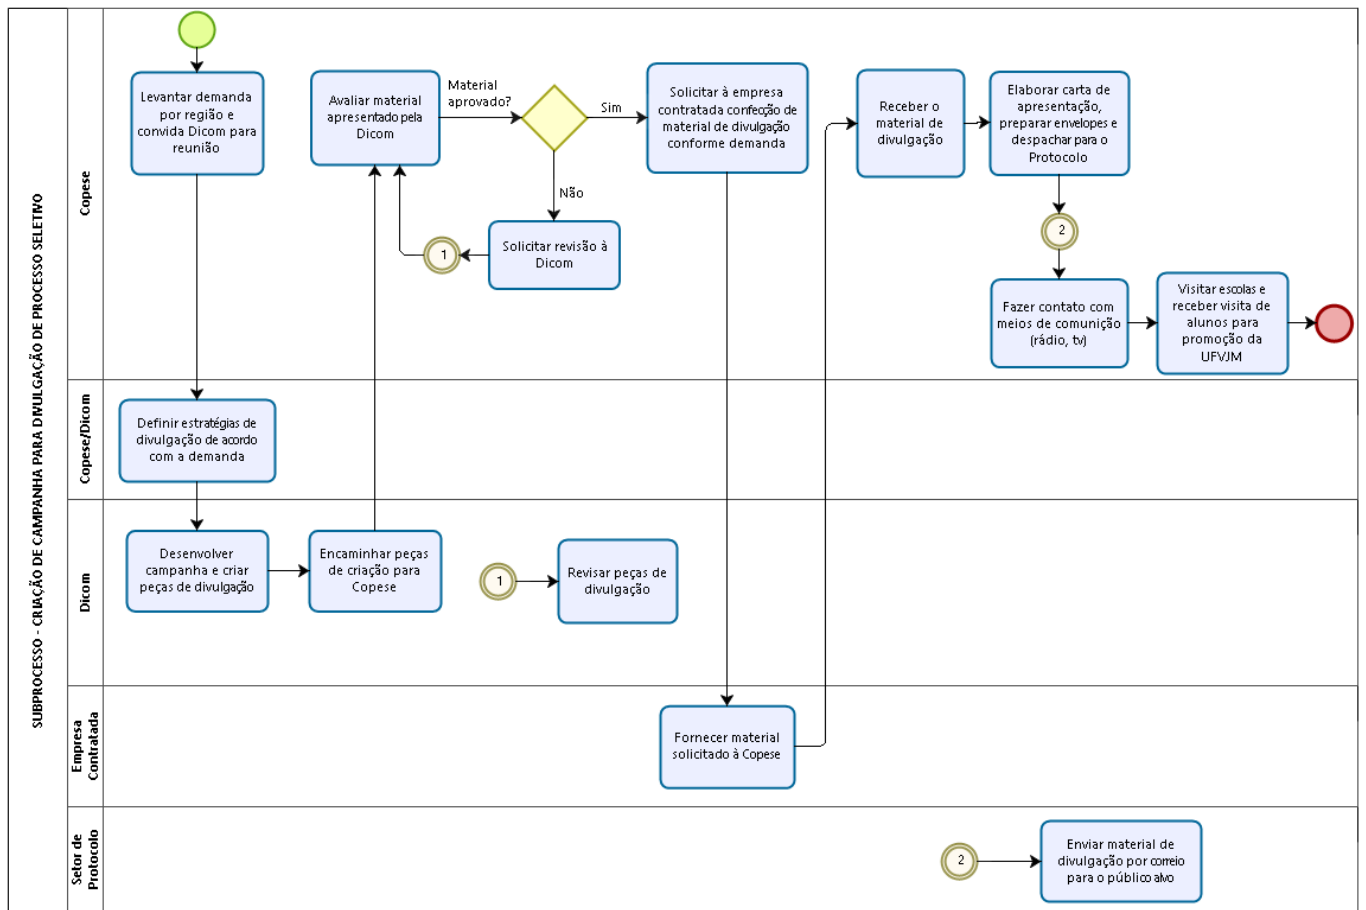 SUBPROCESSO - CRIAÇÃO DE CAMPANHA PARA DIVULGAÇÃO DE PROCESSO SELETIVO
Copese
Levantar demanda
por região e
convida Dicom para
reunião
Avaliar material
apresentado pela
Dicom
Material
aprovado?
Sim
Não
Solicitar revisão à
Dicom
1
Solicitar à empresa
contratada confecção de
material de divulgação
conforme demanda
Receber o
material de
divulgação
Elaborar carta de
apresentação,
preparar envelopes e
despachar para o
Protocolo
2
Fazer contato com
meios de comunição
(rádio, tv)
Visitar escolas e
receber visita de
alunos para
promoção da
UFVJM
Copese/Dicom
Definir estratégias de
divulgação de acordo
com a demanda
Dicom
Desenvolver
campanha e criar
peças de divulgação
Encaminhar peças
de criação para
Copese
1
Revisar peças de
divulgação
Empresa
Contratada
Fornecer material
solicitado à Copese
Setor de
Protocolo
2
Enviar material de
divulgação por correio
para o público alvo